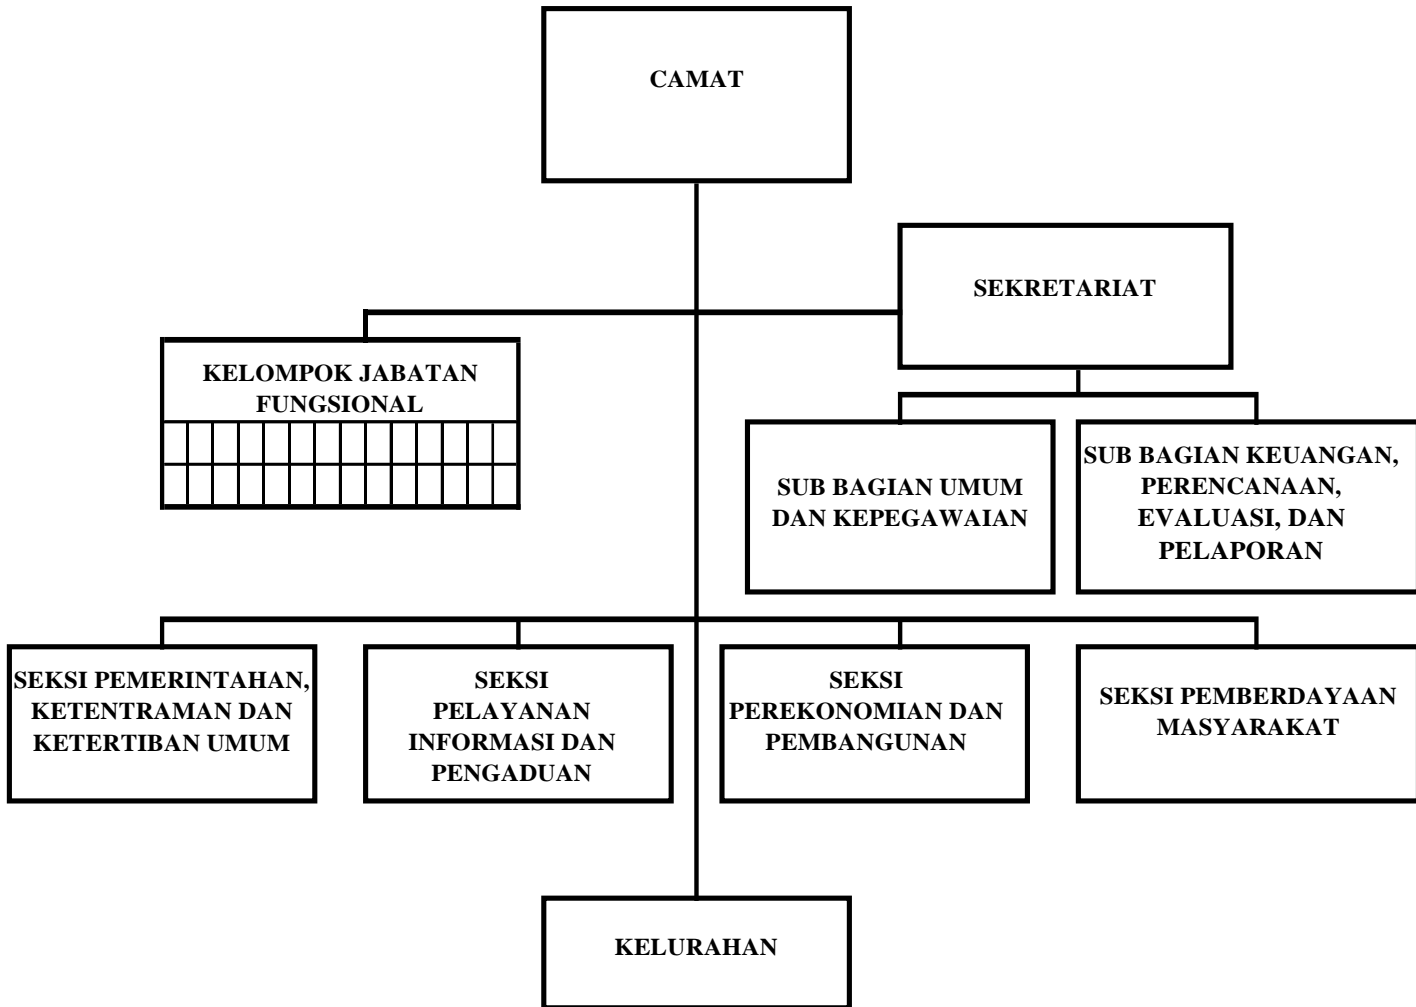 CAMAT
SEKRETARIAT
KELOMPOK JABATAN
FUNGSIONAL
SUB BAGIAN UMUM
DAN KEPEGAWAIAN
SUB BAGIAN KEUANGAN,
PERENCANAAN,
EVALUASI, DAN
PELAPORAN
SEKSI PEMERINTAHAN,
KETENTRAMAN DAN
KETERTIBAN UMUM
SEKSI
PELAYANAN
INFORMASI DAN
PENGADUAN
SEKSI
PEREKONOMIAN DAN
PEMBANGUNAN
SEKSI PEMBERDAYAAN
MASYARAKAT
KELURAHAN